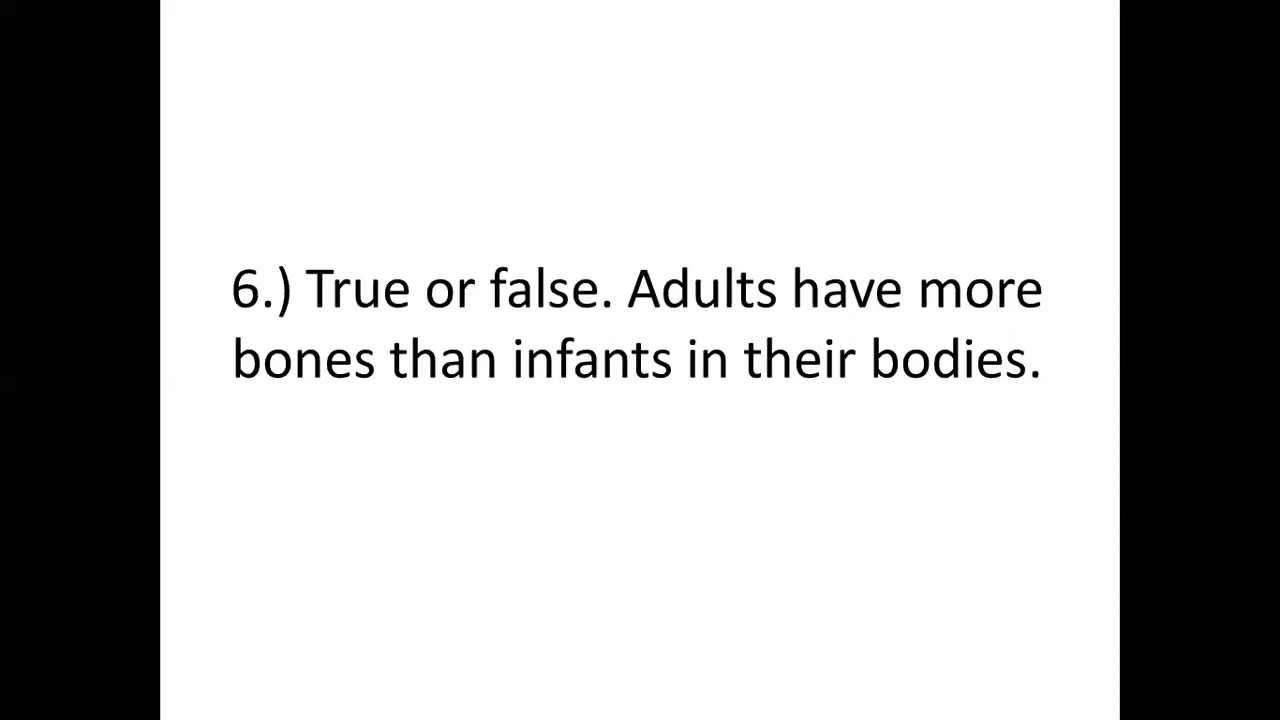 6.) True or false. Adults have more
bones than infants in their bodies.